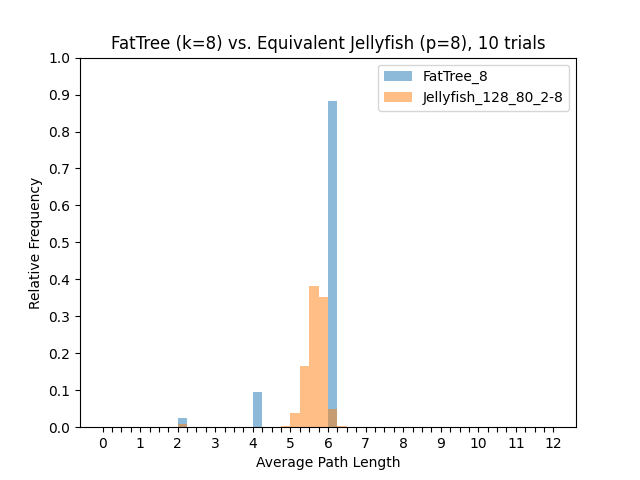 FatTree (k=8) vs. Equivalent Jellyfish (p=8), 10 trials
FatTree_8
Jellyfish_128_80_2-8
1.0
0.9
0.8
0.7
0.6
0.5
0.4
0.3
0.2
0.1
0.0
Relative Frequency
0 1 2 3 4 5 6 7 8 9 10 11 12
Average Path Length